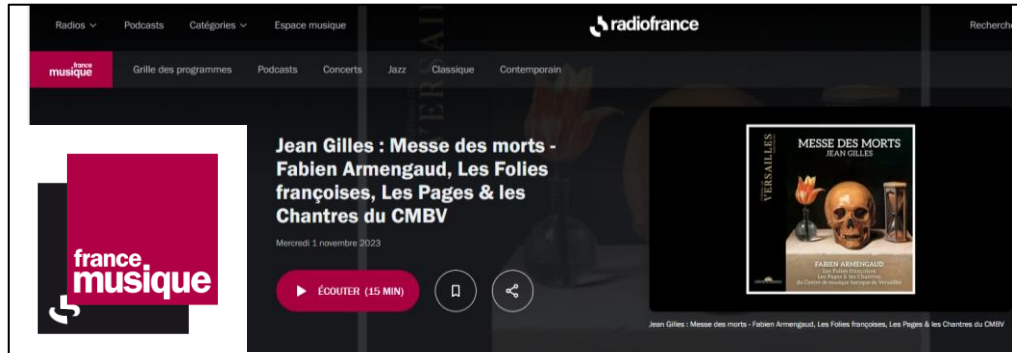 Radios Podcasts Catégories Espace musique radiofrance Recherche
france musique Grille des programmes Podcasts Concerts Jazz Classique Contemporain
Jean Gilles : Messe des morts -
Fabien Armengaud, Les Folies
françoises, Les Pages & les
Chantres du CMBV
Mercredi 1 novembre 2023
ÉCOUTER (15 MIN)
france
musique
VERSAILLES
MESSE DES MORTS
JEAN GILLES
VERSAILLES
FABIEN ARMENGAUD
Les Folies françoises
Les Pages & les Chantres
du Centre de musique baroque de Versailles
Jean Gilles : Messe des morts - Fabien Armengaud, Les Folies françoises, Les Pages & les Chantres du CMBV